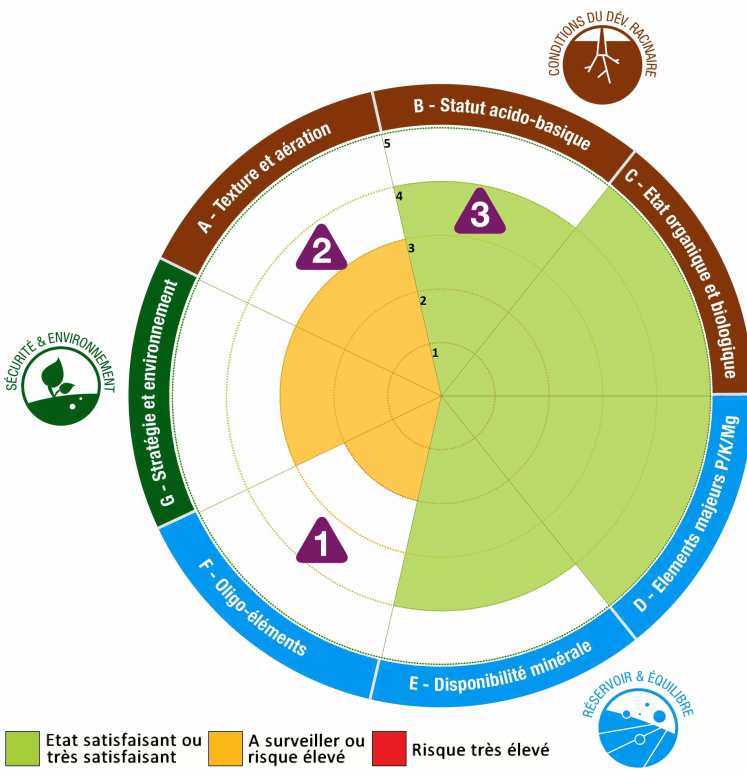 CONDITIONS DU DÉV. RACINAIRE
B - Statut acido-basique
A - Texture et aération
C - Etat organique et biologique
5
4
3
3
2
2
1
SÉCURITÉ & ENVIRONNEMENT
G - Stratégie et environnement
D - Elements majeurs P/K/Mg
1
F - Oligo-éléments
E - Disponibilité minérale
RÉSERVOIR & ÉQUILIBRE
Etat satisfaisant ou
très satisfaisant
A surveiller ou
risque élevé
Risque très élevé